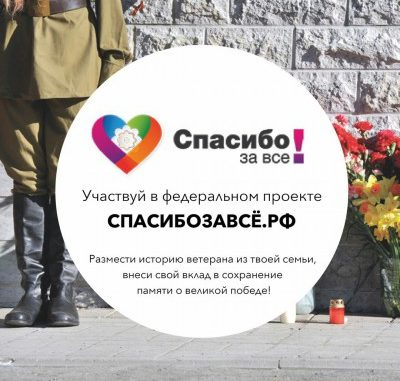 Спасибо!
за все
Участвуй в федеральном проекте
СПАСИБОЗАВСЁ.РФ
Размести историю ветерана из твоей семьи,
внеси свой вклад в сохранение
памяти о великой победе!